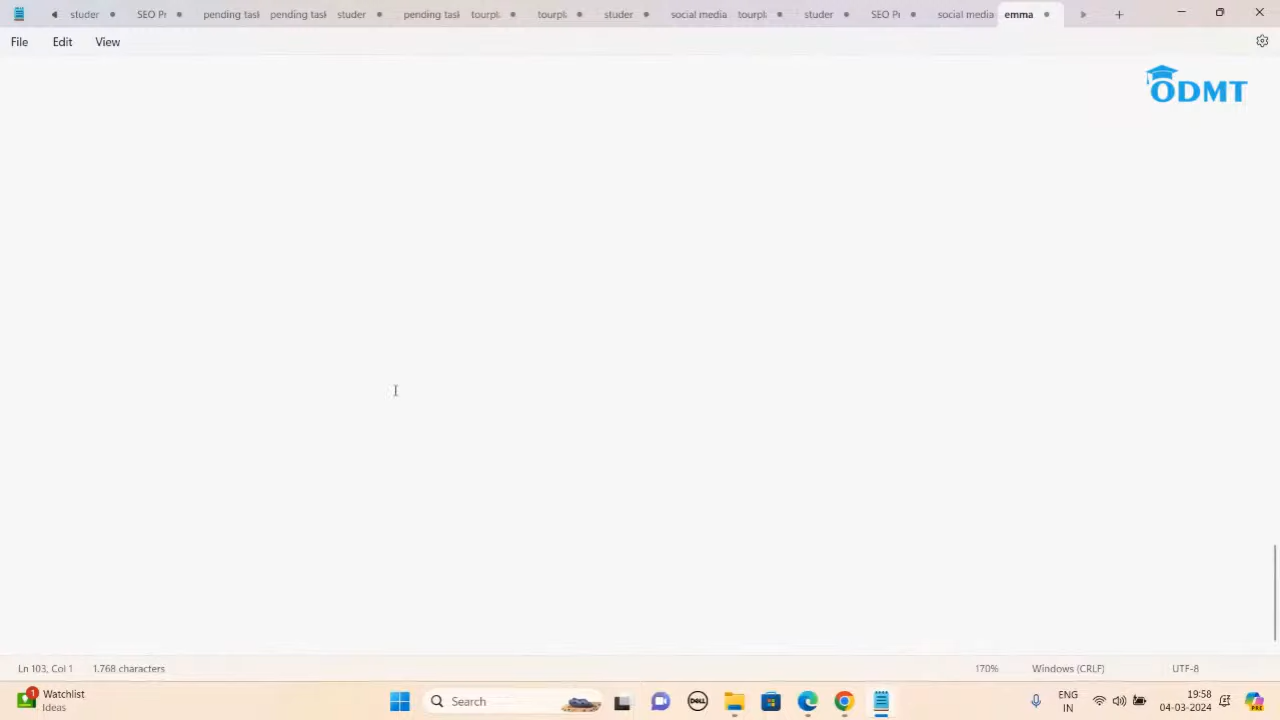 studer SEO Pr pending task pending task studer pending task tourpl tourpl studer social media tourpl studer SEO Pr social media emma
File Edit View
ODMT
Ln 103, Col 1 1,768 characters 170% Windows (CRLF) UTF-8
1 Watchlist
Ideas
Search
DELL
ENG
IN
19:58
04-03-2024